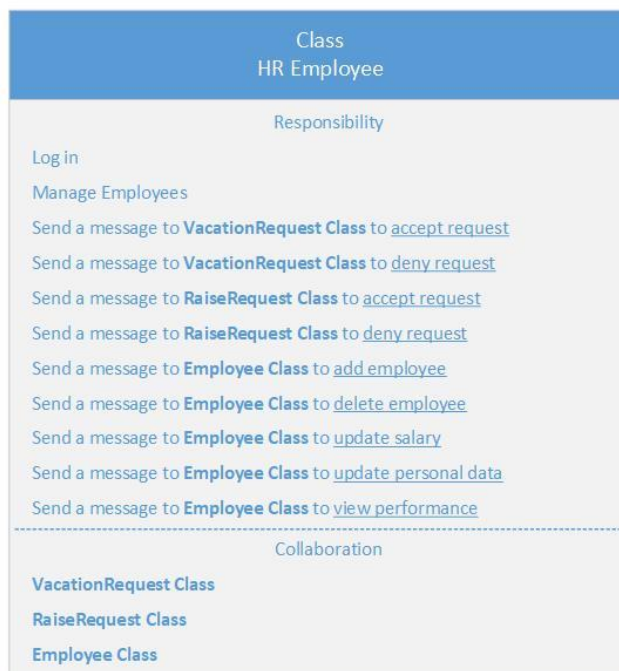 Class
HR Employee
Responsibility
Log in
Manage Employees
Send a message to VacationRequest Class to accept request
Send a message to VacationRequest Class to deny request
Send a message to RaiseRequest Class to accept request
Send a message to RaiseRequest Class to deny request
Send a message to Employee Class to add employee
Send a message to Employee Class to delete employee
Send a message to Employee Class to update salary
Send a message to Employee Class to update personal data
Send a message to Employee Class to view performance
Collaboration
VacationRequest Class
RaiseRequest Class
Employee Class